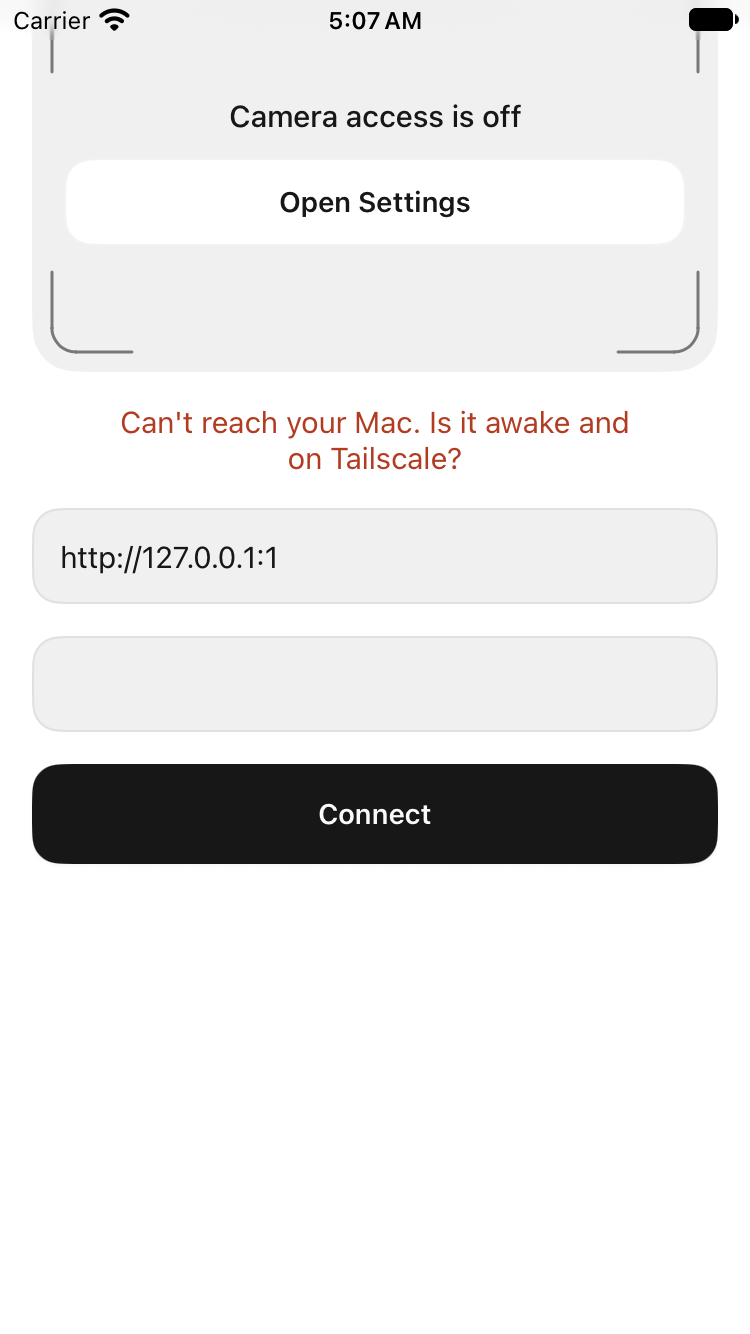 Carrier 5:07 AM
Camera access is off
Open Settings
Can't reach your Mac. Is it awake and
on Tailscale?
http://127.0.0.1:1
Connect